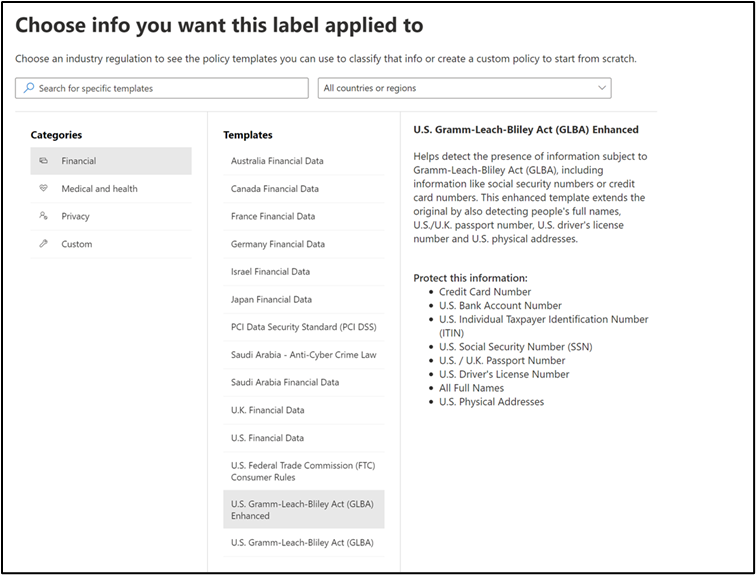 Choose info you want this label applied to
Choose an industry regulation to see the policy templates you can use to classify that info or create a custom policy to start from scratch.
Search for specific templates
All countries or regions
Categories
Financial
Medical and health
Privacy
Custom
Templates
Australia Financial Data
Canada Financial Data
France Financial Data
Germany Financial Data
Israel Financial Data
Japan Financial Data
PCI Data Security Standard (PCI DSS)
Saudi Arabia - Anti-Cyber Crime Law
Saudi Arabia Financial Data
U.K. Financial Data
U.S. Financial Data
U.S. Federal Trade Commission (FTC)
Consumer Rules
U.S. Gramm-Leach-Bliley Act (GLBA)
Enhanced
U.S. Gramm-Leach-Bliley Act (GLBA)
U.S. Gramm-Leach-Bliley Act (GLBA) Enhanced
Helps detect the presence of information subject to
Gramm-Leach-Bliley Act (GLBA), including
information like social security numbers or credit
card numbers. This enhanced template extends the
original by also detecting people's full names,
U.S./U.K. passport number, U.S. driver's license
number and U.S. physical addresses.
Protect this information:
• Credit Card Number
• U.S. Bank Account Number
• U.S. Individual Taxpayer Identification Number
(ITIN)
• U.S. Social Security Number (SSN)
• U.S. / U.K. Passport Number
• U.S. Driver's License Number
• All Full Names
• U.S. Physical Addresses